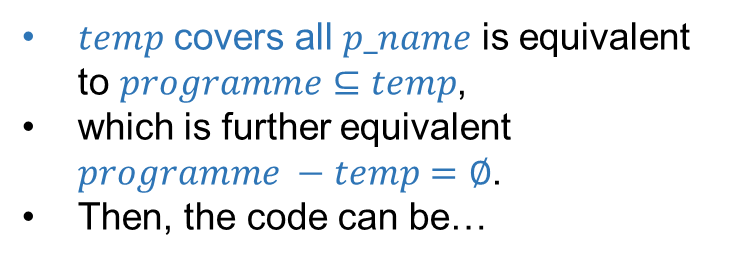 • temp covers all p_name is equivalent
to programme ⊆ temp,
• which is further equivalent
programme − temp = ∅.
• Then, the code can be…